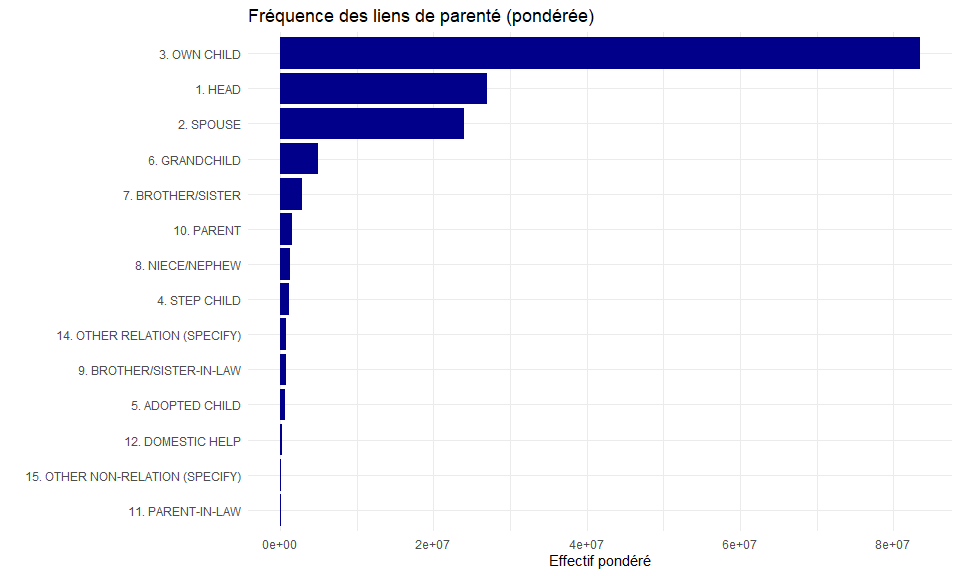 Fréquence des liens de parenté (pondérée)
3. OWN CHILD
1. HEAD
2. SPOUSE
6. GRANDCHILD
7. BROTHER/SISTER
10. PARENT
8. NIECE/NEPHEW
4. STEP CHILD
14. OTHER RELATION (SPECIFY)
9. BROTHER/SISTER-IN-LAW
5. ADOPTED CHILD
12. DOMESTIC HELP
15. OTHER NON-RELATION (SPECIFY)
11. PARENT-IN-LAW
0e+00 2e+07 4e+07 6e+07 8e+07
Effectif pondéré